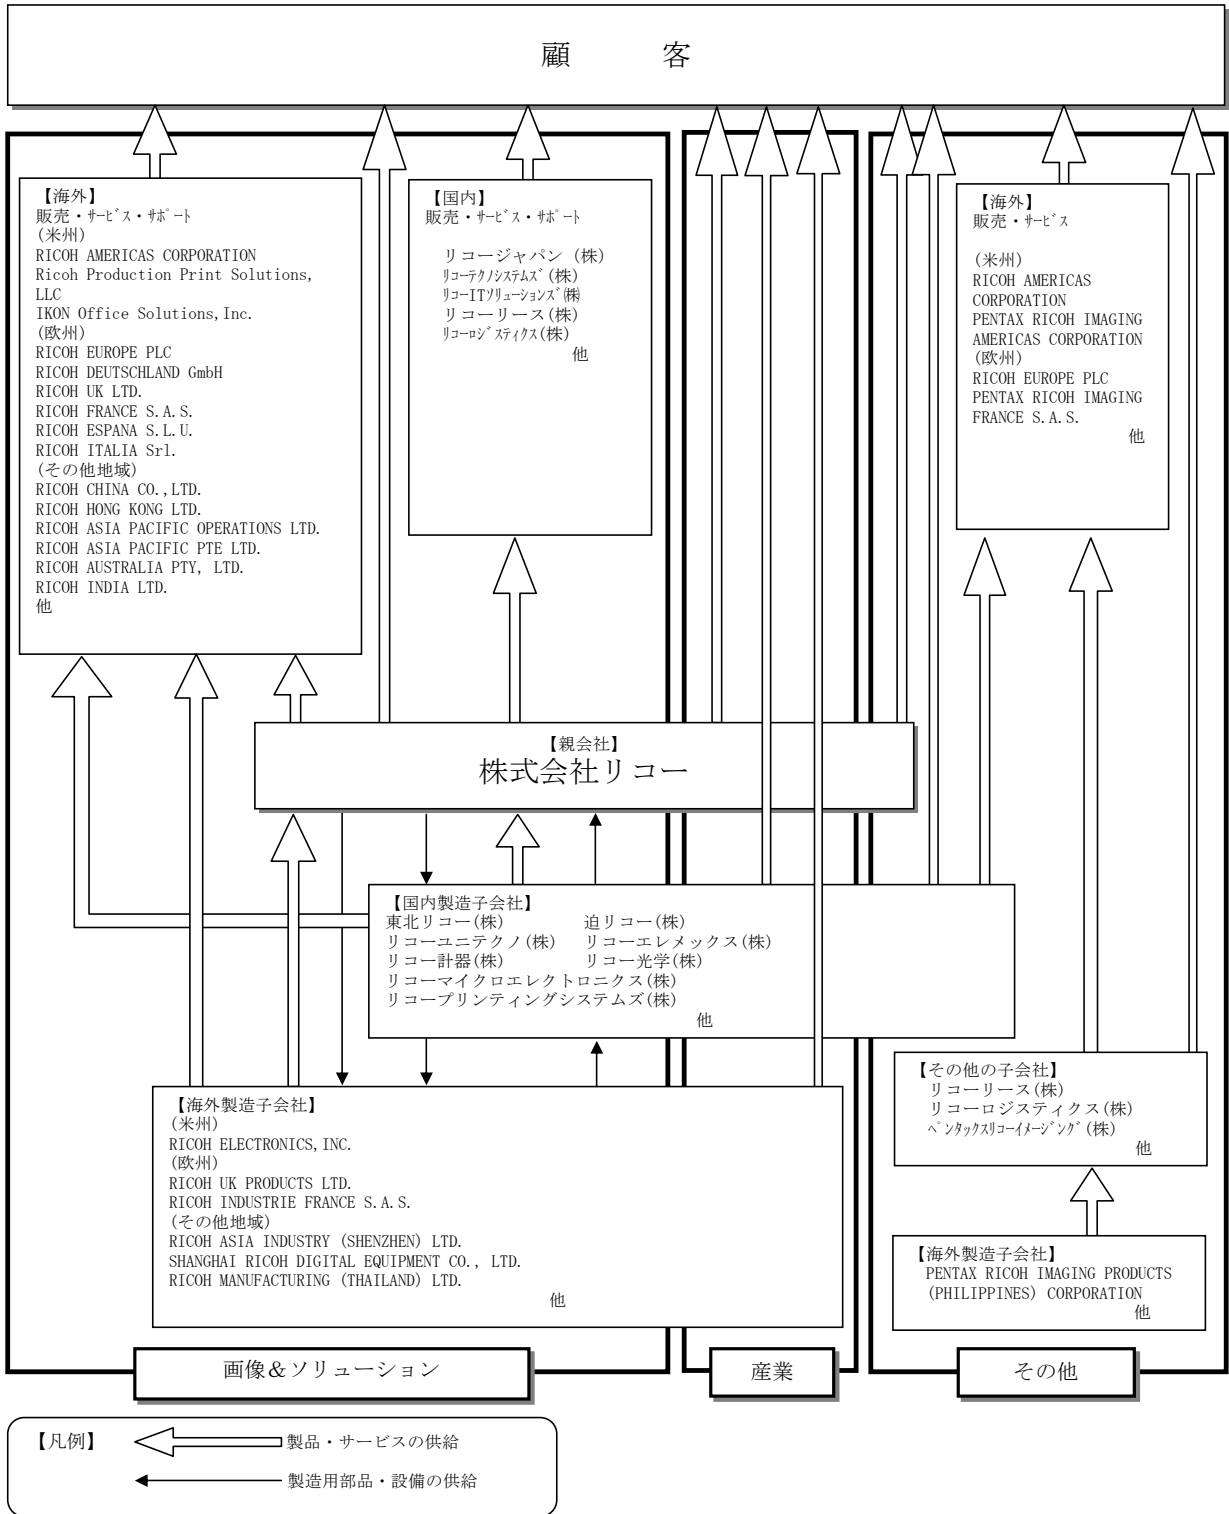 顧　客
【海外】
販売・ｻｰﾋﾞｽ・ｻﾎﾟｰﾄ
(米州)
RICOH AMERICAS CORPORATION
Ricoh Production Print Solutions,
LLC
IKON Office Solutions,Inc.
(欧州)
RICOH EUROPE PLC
RICOH DEUTSCHLAND GmbH
RICOH UK LTD.
RICOH FRANCE S.A.S.
RICOH ESPANA S.L.U.
RICOH ITALIA Srl.
(その他地域)
RICOH CHINA CO.,LTD.
RICOH HONG KONG LTD.
RICOH ASIA PACIFIC OPERATIONS LTD.
RICOH ASIA PACIFIC PTE LTD.
RICOH AUSTRALIA PTY, LTD.
RICOH INDIA LTD.
他
【国内】
販売・ｻｰﾋﾞｽ・ｻﾎﾟｰﾄ
リコージャパン (株)
ﾘｺｰﾃｸﾉｼｽﾃﾑｽﾞ(株)
ﾘｺｰITｿﾘｭｰｼｮﾝｽﾞ㈱
リコーリース(株)
ﾘｺｰﾛｼﾞｽﾃｨｸｽ(株)
他
【海外】
販売・ｻｰﾋﾞｽ
(米州)
RICOH AMERICAS
CORPORATION
PENTAX RICOH IMAGING
AMERICAS CORPORATION
(欧州)
RICOH EUROPE PLC
PENTAX RICOH IMAGING
FRANCE S.A.S.
他
【親会社】
株式会社リコー
【国内製造子会社】
東北リコー(株)　迫リコー(株)
リコーユニテクノ(株)　リコーエレメックス(株)
リコー計器(株)　リコー光学(株)
リコーマイクロエレクトロニクス(株)
リコープリンティングシステムズ(株)
他
【その他の子会社】
リコーリース(株)
リコーロジスティクス(株)
ﾍﾟﾝﾀｯｸｽﾘｺｰｲﾒｰｼﾞﾝｸﾞ(株)
他
【海外製造子会社】
(米州)
RICOH ELECTRONICS,INC.
(欧州)
RICOH UK PRODUCTS LTD.
RICOH INDUSTRIE FRANCE S.A.S.
(その他地域)
RICOH ASIA INDUSTRY (SHENZHEN) LTD.
SHANGHAI RICOH DIGITAL EQUIPMENT CO., LTD.
RICOH MANUFACTURING (THAILAND) LTD.
他
【海外製造子会社】
PENTAX RICOH IMAGING PRODUCTS
(PHILIPPINES) CORPORATION
他
画像＆ソリューション
産業
その他
【凡例】
製品・サービスの供給
製造用部品・設備の供給